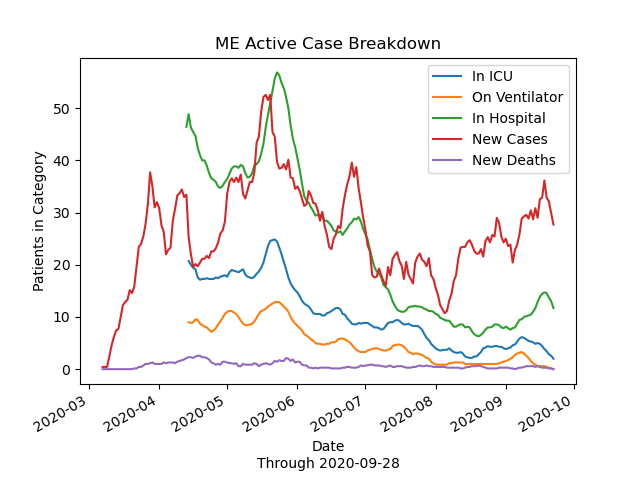 ME Active Case Breakdown
In ICU
On Ventilator
In Hospital
New Cases
New Deaths
Patients in Category
50
40
30
20
10
0
2020-03
2020-04
2020-05
2020-06
2020-07
2020-08
2020-09
2020-10
Date
Through 2020-09-28